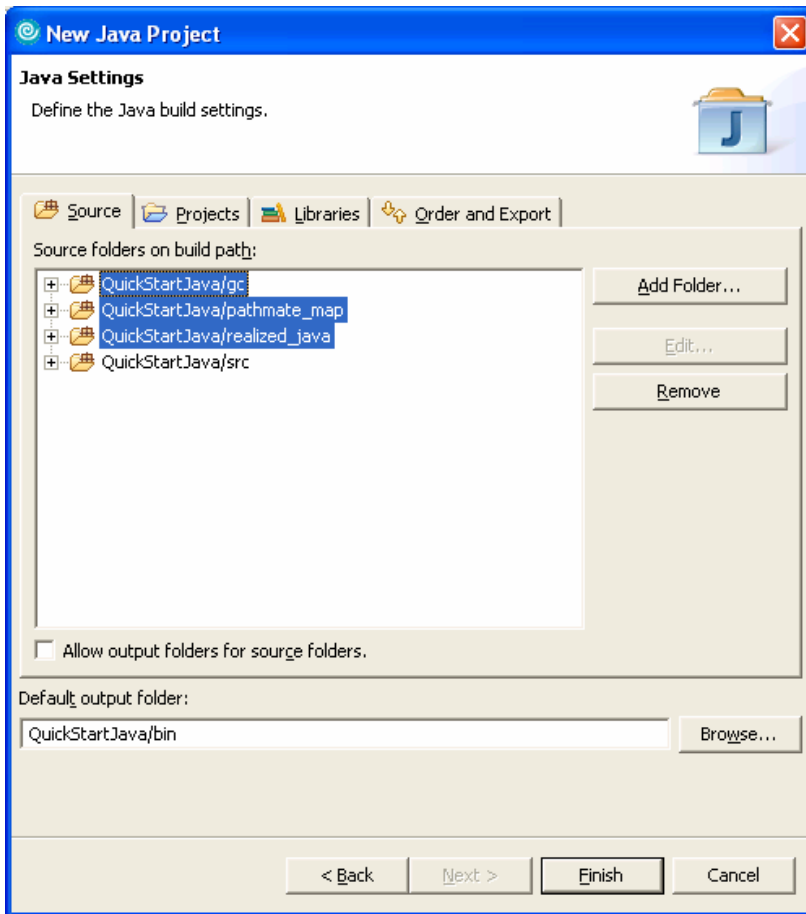 New Java Project
Java Settings
Define the Java build settings.
J
Source Projects Libraries Order and Export
Source folders on build path:
QuickStartJava/gc
QuickStartJava/pathmate_map
QuickStartJava/realized_java
QuickStartJava/src
Add Folder...
Edit...
Remove
Allow output folders for source folders.
Default output folder:
QuickStartJava/bin
Browse...
< Back Next > Finish Cancel